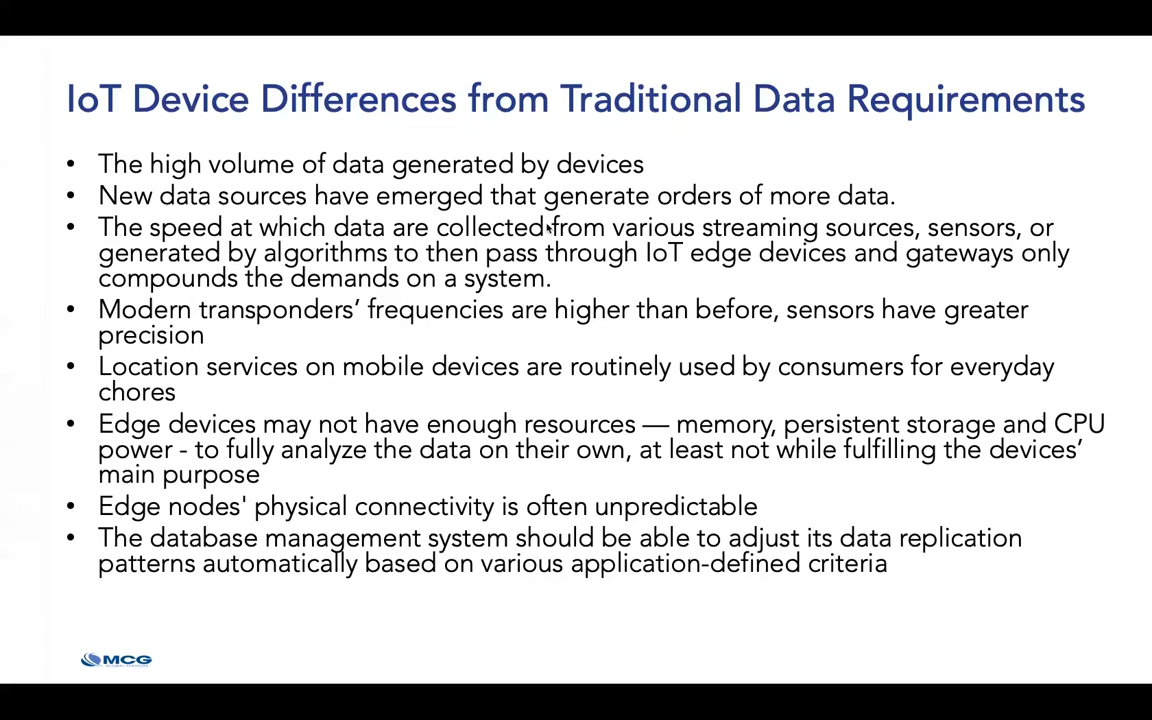 IoT Device Differences from Traditional Data Requirements
• The high volume of data generated by devices
• New data sources have emerged that generate orders of more data.
• The speed at which data are collected from various streaming sources, sensors, or
generated by algorithms to then pass through IoT edge devices and gateways only
compounds the demands on a system.
• Modern transponders’ frequencies are higher than before, sensors have greater
precision
• Location services on mobile devices are routinely used by consumers for everyday
chores
• Edge devices may not have enough resources — memory, persistent storage and CPU
power - to fully analyze the data on their own, at least not while fulfilling the devices’
main purpose
• Edge nodes' physical connectivity is often unpredictable
• The database management system should be able to adjust its data replication
patterns automatically based on various application-defined criteria
MCG